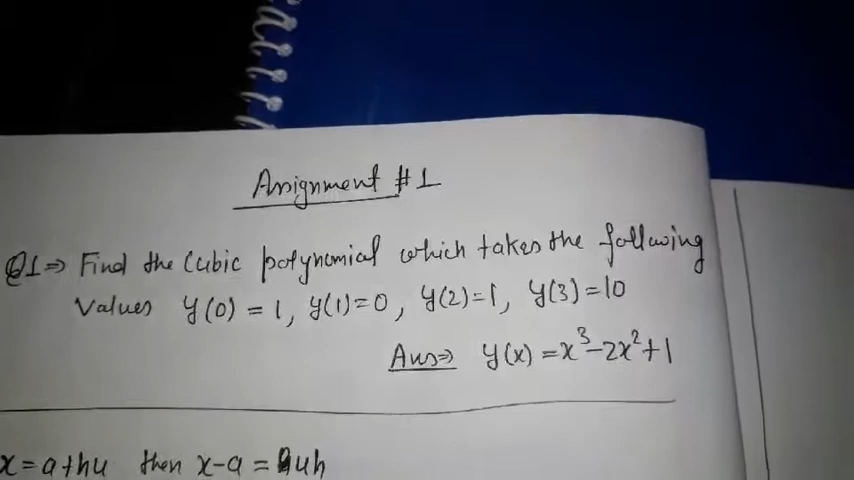 Assignment #1
Q1⇒ Find the Cubic polynomial which takes the following
Values y(0) = 1, y(1)=0, y(2)=1, y(3)=10
Ans⇒ y(x) = x³-2x²+1
x = a+hu then x-a = uh